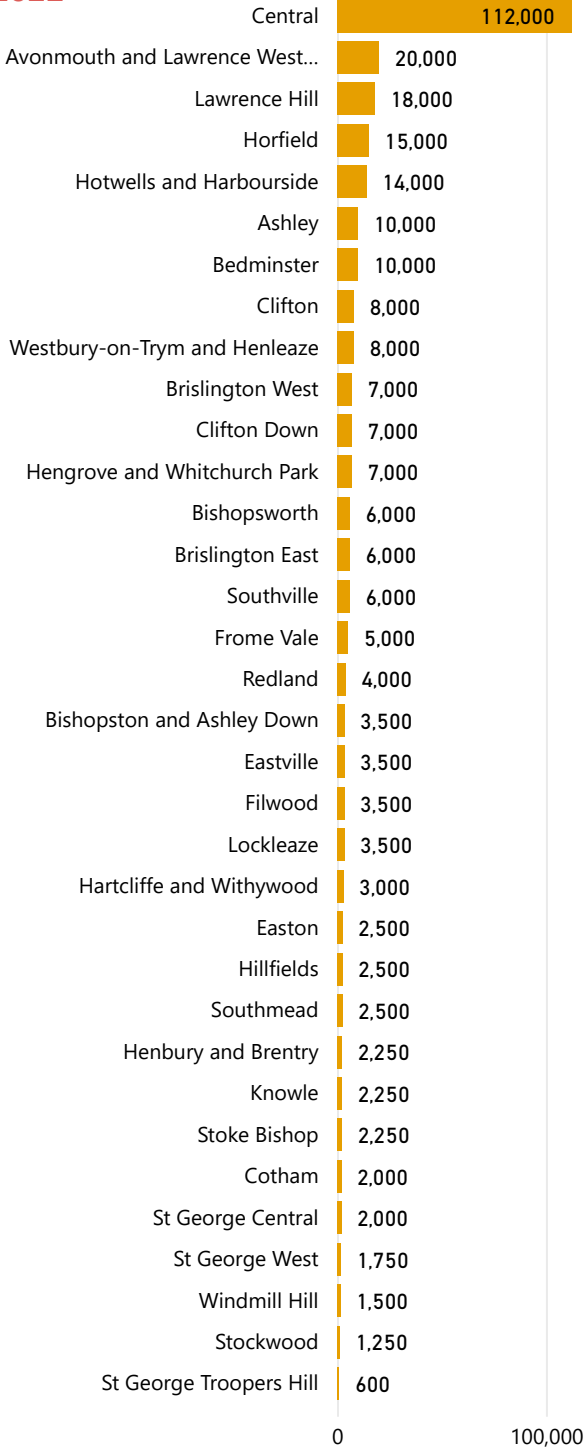 Central 112,000
Avonmouth and Lawrence West... 20,000
Lawrence Hill 18,000
Horfield 15,000
Hotwells and Harbourside 14,000
Ashley 10,000
Bedminster 10,000
Clifton 8,000
Westbury-on-Trym and Henleaze 8,000
Brislington West 7,000
Clifton Down 7,000
Hengrove and Whitchurch Park 7,000
Bishopsworth 6,000
Brislington East 6,000
Southville 6,000
Frome Vale 5,000
Redland 4,000
Bishopston and Ashley Down 3,500
Eastville 3,500
Filwood 3,500
Lockleaze 3,500
Hartcliffe and Withywood 3,000
Easton 2,500
Hillfields 2,500
Southmead 2,500
Henbury and Brentry 2,250
Knowle 2,250
Stoke Bishop 2,250
Cotham 2,000
St George Central 2,000
St George West 1,750
Windmill Hill 1,500
Stockwood 1,250
St George Troopers Hill 600
0 100,000